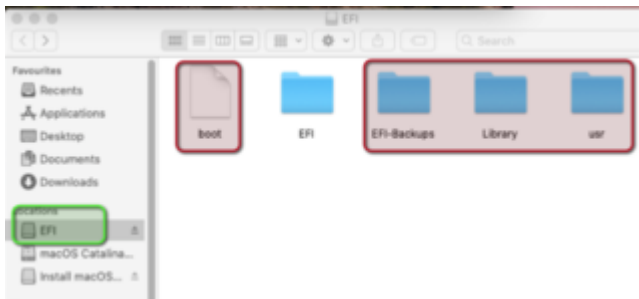 EFI
Search
Favourites
Recents
Applications
Desktop
Documents
Downloads
Locations
EFI
macOS Catalina...
Install macOS...
boot
EFI
EFI-Backups
Library
usr